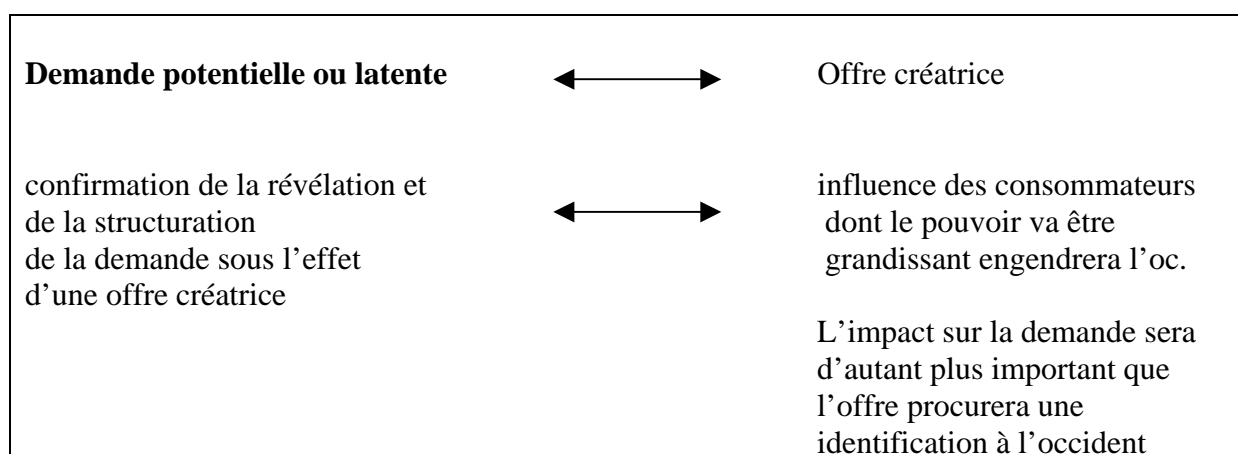 Demande potentielle ou latente
Offre créatrice
confirmation de la révélation et
de la structuration
de la demande sous l’effet
d’une offre créatrice
influence des consommateurs
dont le pouvoir va être
grandissant engendrera l’oc.
L’impact sur la demande sera
d’autant plus important que
l’offre procurera une
identification à l’occident